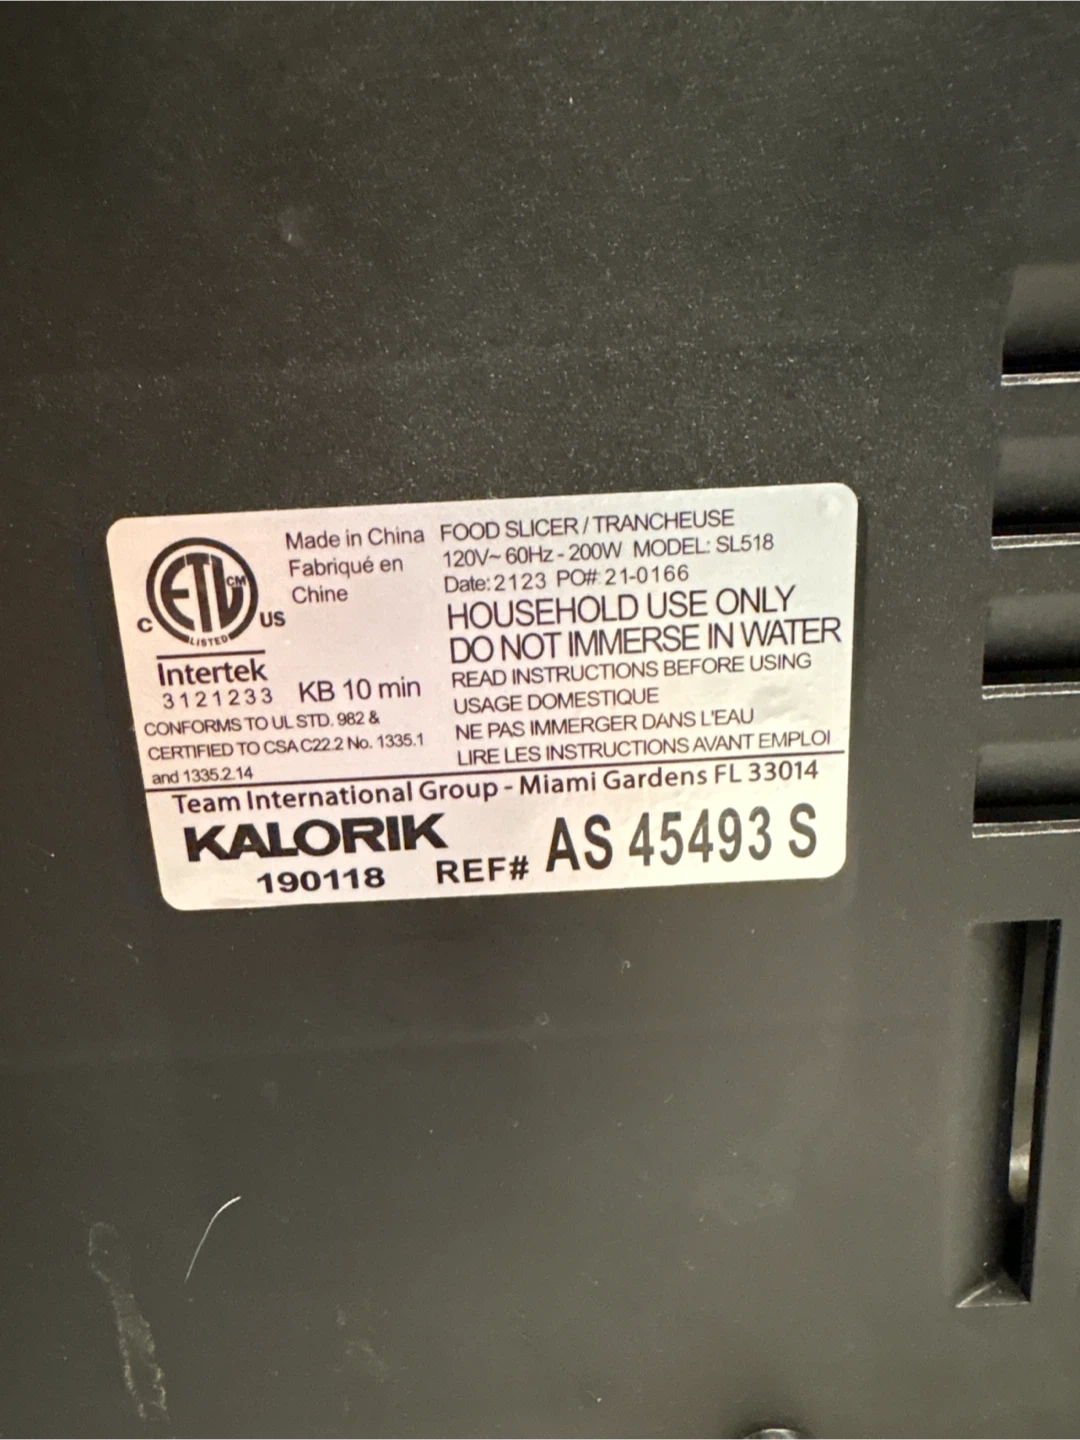 ETL CM
LISTED
C US
Intertek
3121233
Made in China
Fabriqué en
Chine
KB 10 min
CONFORMS TO UL STD. 982 &
CERTIFIED TO CSA C22.2 No. 1335.1
and 1335.2.14
FOOD SLICER / TRANCHEUSE
120V~ 60Hz - 200W MODEL: SL518
Date: 2123 PO#: 21-0166
HOUSEHOLD USE ONLY
DO NOT IMMERSE IN WATER
READ INSTRUCTIONS BEFORE USING
USAGE DOMESTIQUE
NE PAS IMMERGER DANS L'EAU
LIRE LES INSTRUCTIONS AVANT EMPLOI
Team International Group - Miami Gardens FL 33014
KALORIK
190118
REF# AS 45493 S